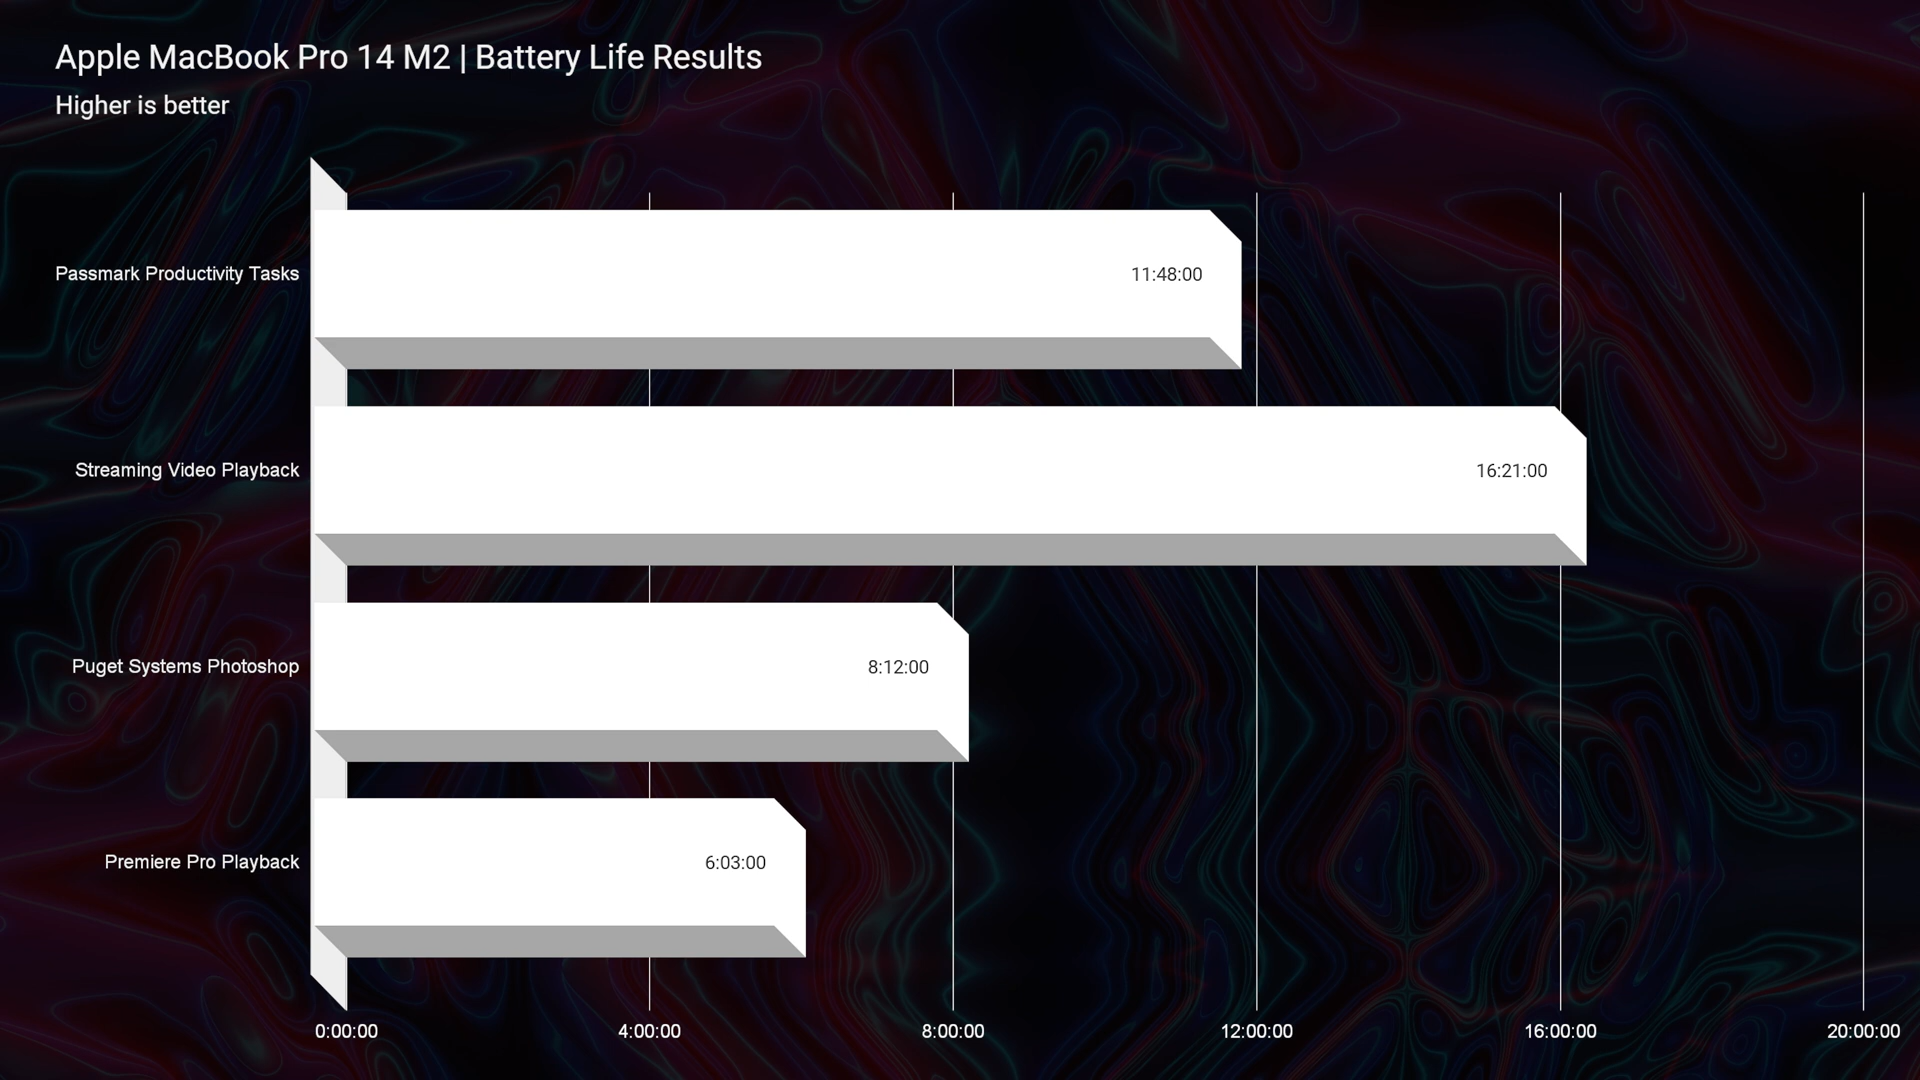 Apple MacBook Pro 14 M2 | Battery Life Results
Higher is better
Passmark Productivity Tasks
11:48:00
Streaming Video Playback
16:21:00
Puget Systems Photoshop
8:12:00
Premiere Pro Playback
6:03:00
0:00:00
4:00:00
8:00:00
12:00:00
16:00:00
20:00:00